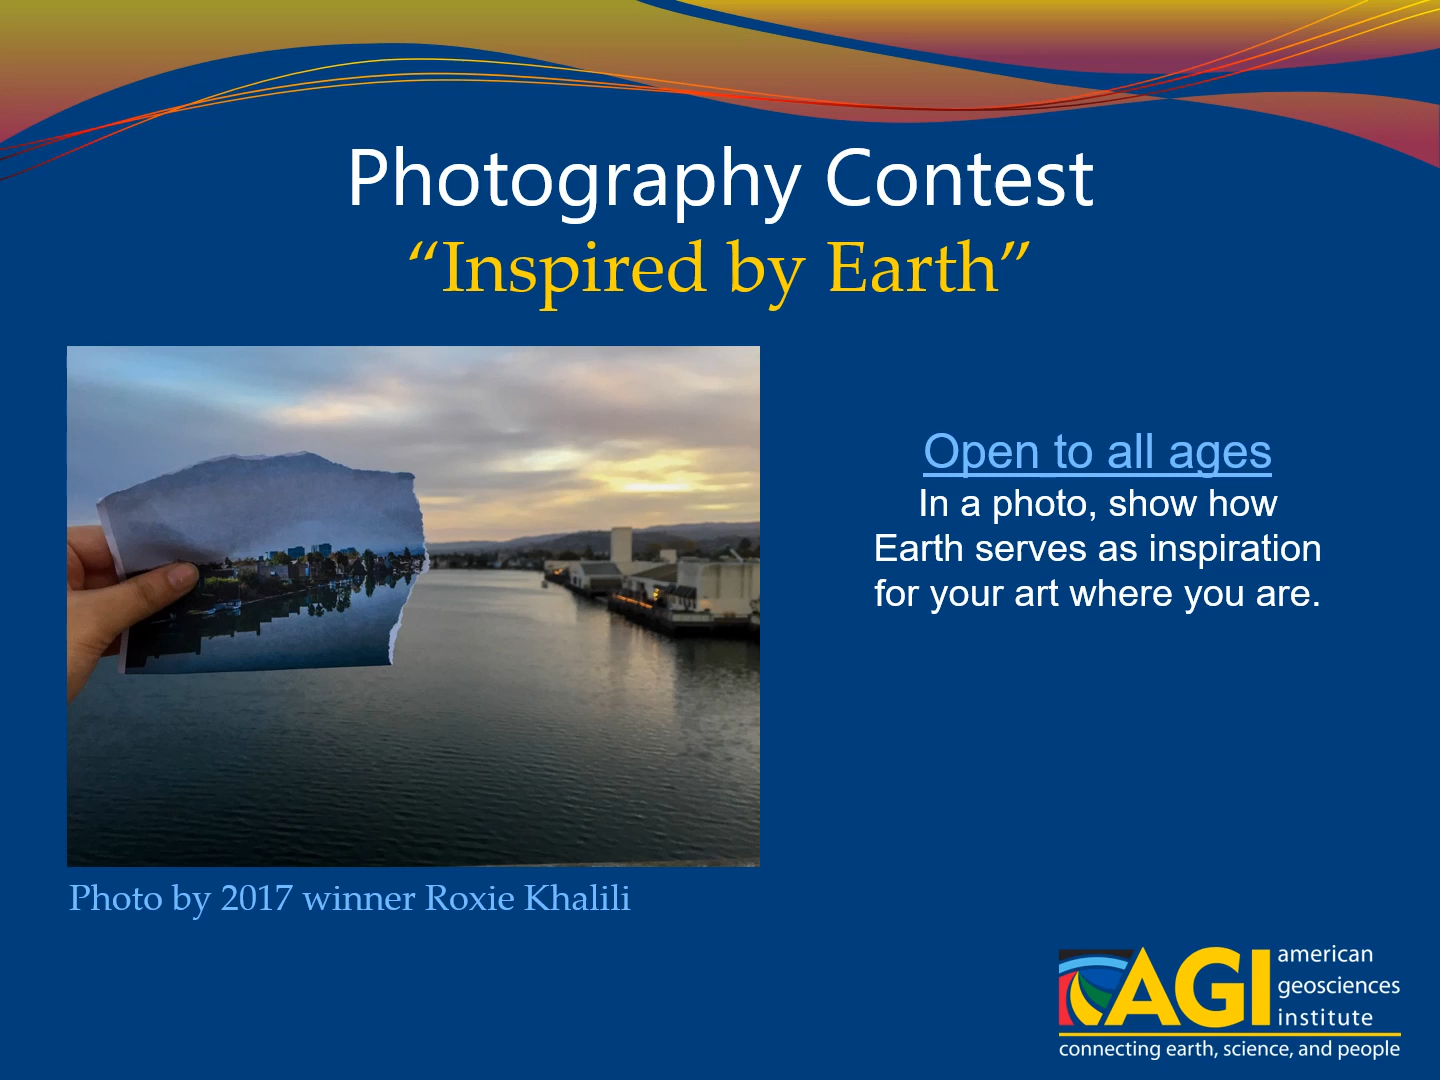 Photography Contest
“Inspired by Earth”
Open to all ages
In a photo, show how
Earth serves as inspiration
for your art where you are.
Photo by 2017 winner Roxie Khalili
AGI
american
geosciences
institute
connecting earth, science, and people